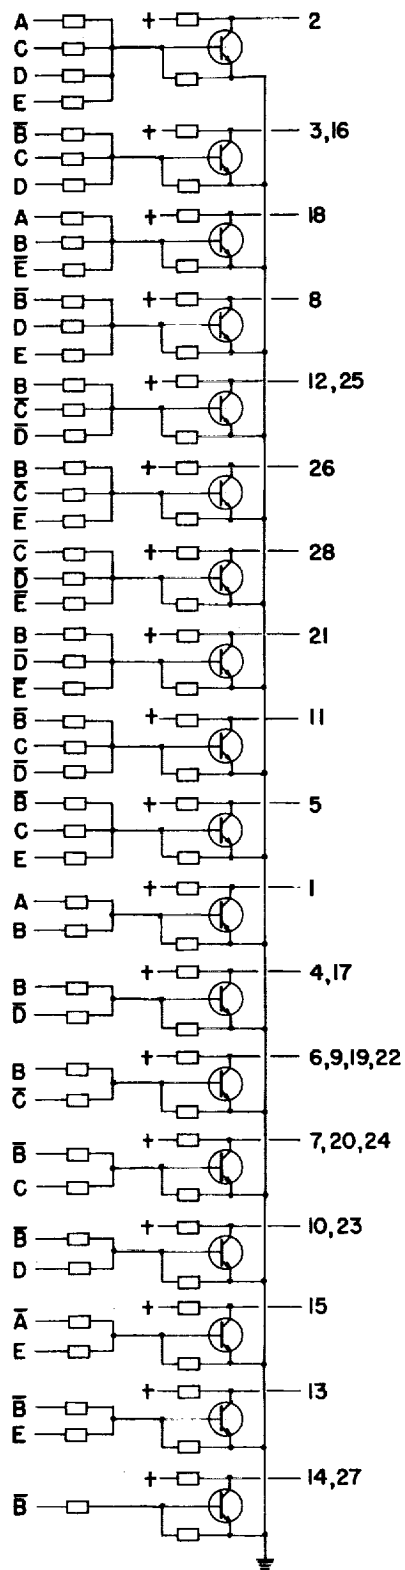 A + 2
C
D
E
B̅ + 3,16
C
D
A + 18
B
E̅
B̅ + 8
D
E
B + 12,25
C̅
D̅
B + 26
C̅
E̅
C̅ + 28
D̅
E̅
B + 21
D̅
E̅
B̅ + 11
C
D̅
B̅ + 5
C
E
A + 1
B
B + 4,17
D̅
B + 6,9,19,22
C̅
B̅ + 7,20,24
C
B̅ + 10,23
D
A̅ + 15
E
B̅ + 13
E
+ 14,27
B̅